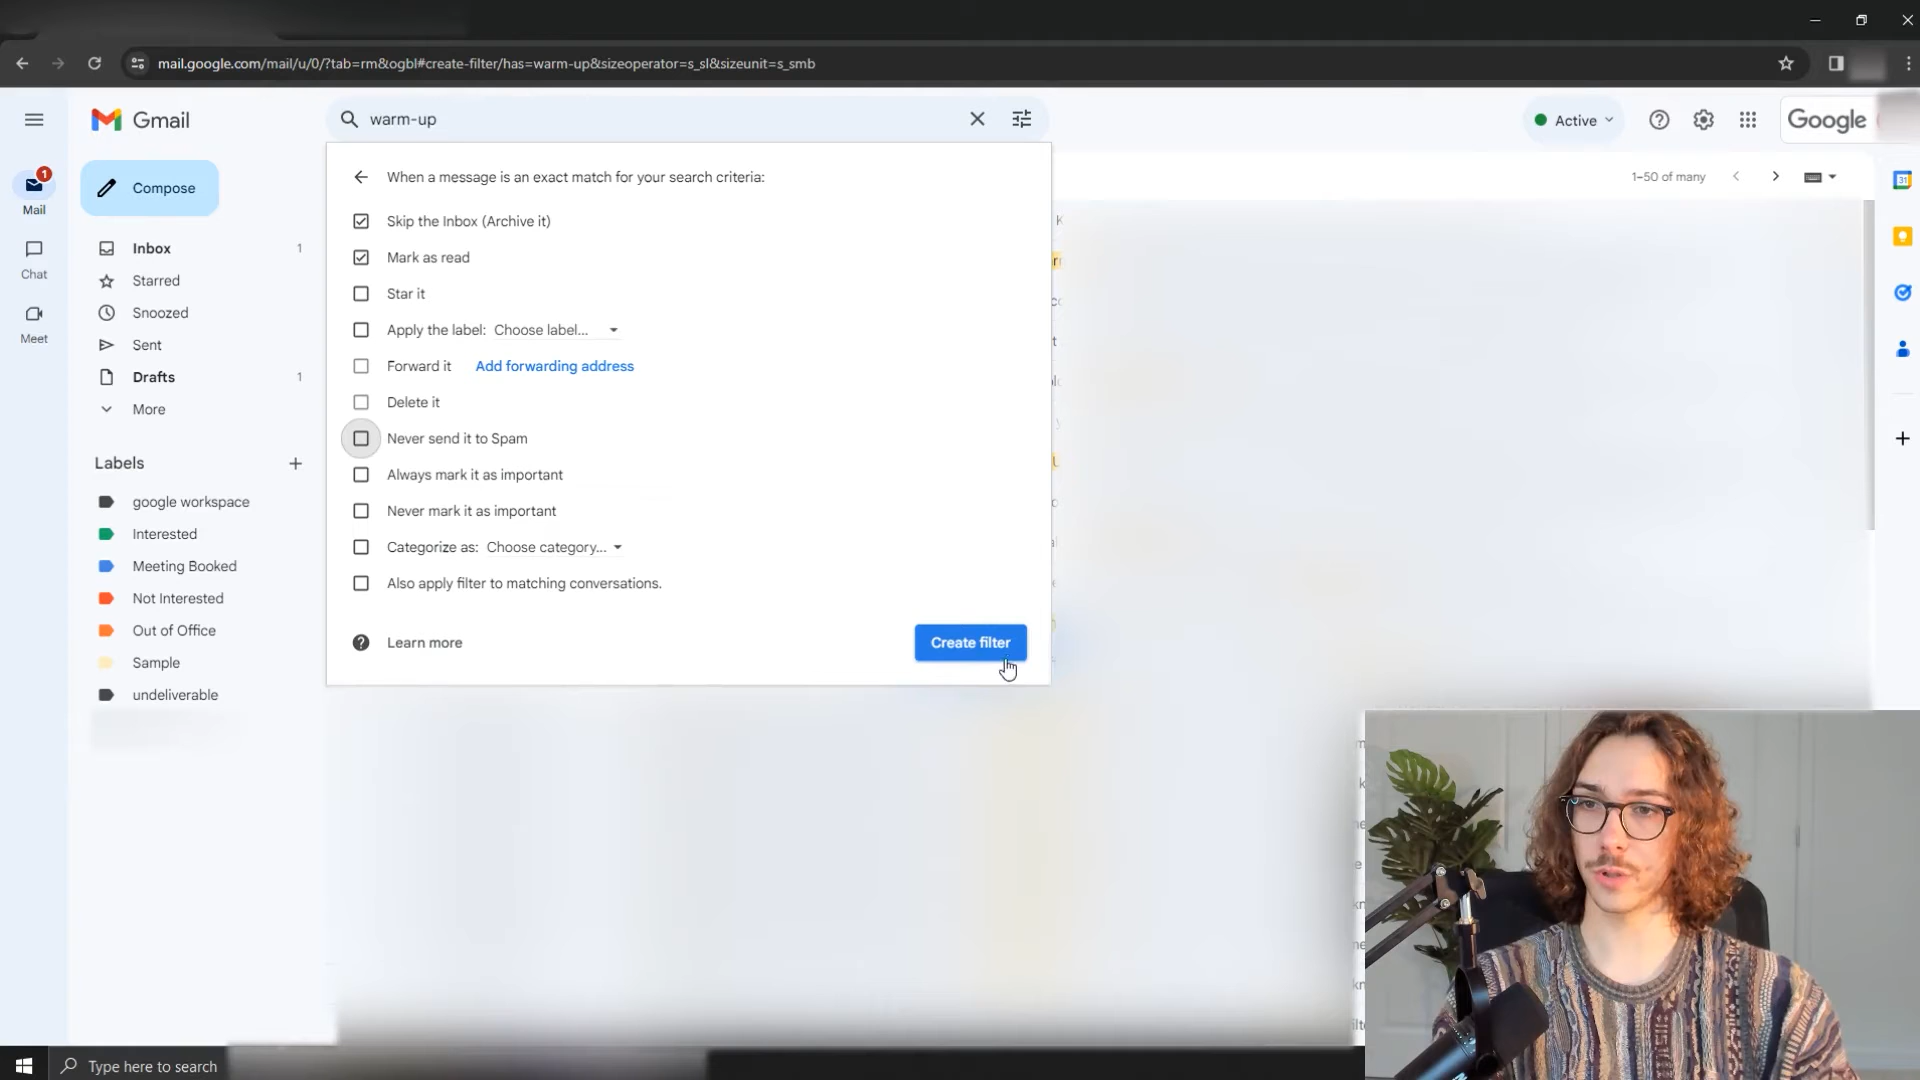 mail.google.com/mail/u/0/?tab=rm&ogbl#create-filter/has=warm-up&sizeoperator=s_sl&sizeunit=s_smb
Gmail
warm-up
Active
Google
1
Mail
Compose
When a message is an exact match for your search criteria:
1–50 of many
31
Skip the Inbox (Archive it)
Inbox 1
Mark as read
Chat
Starred
Star it
Snoozed
Apply the label: Choose label...
Meet
Sent
Forward it Add forwarding address
Drafts 1
Delete it
More
Never send it to Spam
Labels
Always mark it as important
google workspace
Never mark it as important
Interested
Categorize as: Choose category...
Meeting Booked
Also apply filter to matching conversations.
Not Interested
Out of Office
Learn more
Create filter
Sample
undeliverable
Type here to search